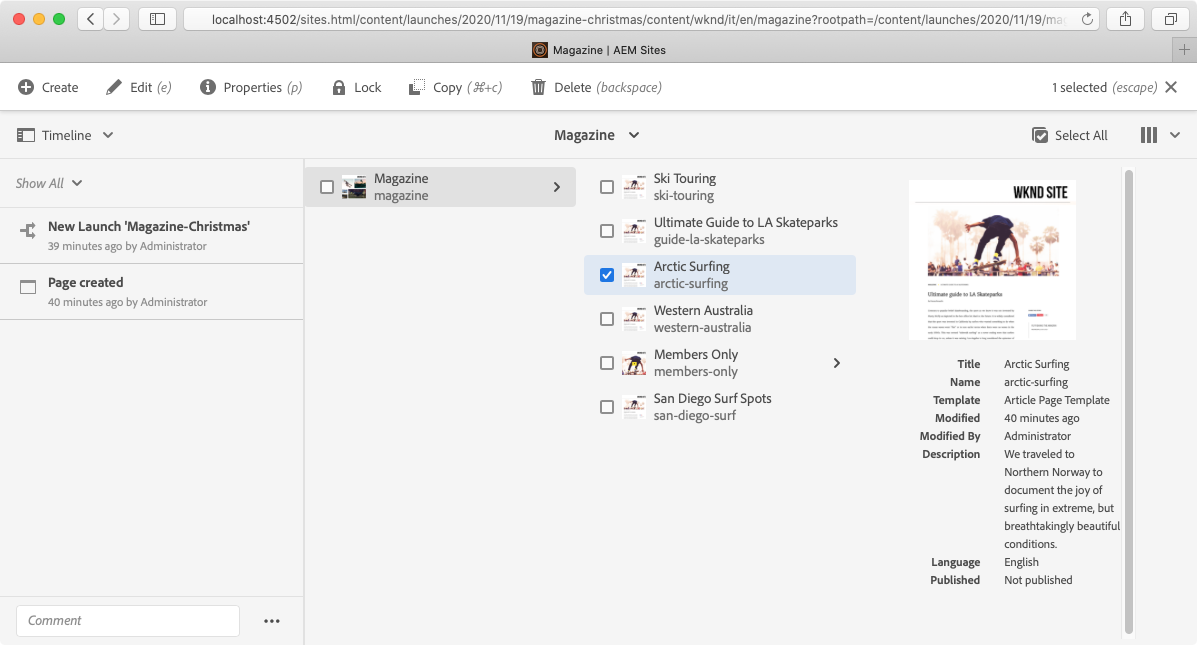 localhost:4502/sites.html/content/launches/2020/11/19/magazine-christmas/content/wknd/it/en/magazine?rootpath=/content/launches/2020/11/19/mag
Magazine | AEM Sites
Create Edit (e) Properties (p) Lock Copy (⌘+c) Delete (backspace) 1 selected (escape)
Timeline Magazine Select All
Show All
New Launch 'Magazine-Christmas'
39 minutes ago by Administrator
Page created
40 minutes ago by Administrator
Comment
Magazine
magazine
Ski Touring
ski-touring
Ultimate Guide to LA Skateparks
guide-la-skateparks
Arctic Surfing
arctic-surfing
Western Australia
western-australia
Members Only
members-only
San Diego Surf Spots
san-diego-surf
WKND SITE
Ultimate guide to LA Skateparks
Title Arctic Surfing
Name arctic-surfing
Template Article Page Template
Modified 40 minutes ago
Modified By Administrator
Description We traveled to
Northern Norway to
document the joy of
surfing in extreme, but
breathtakingly beautiful
conditions.
Language English
Published Not published